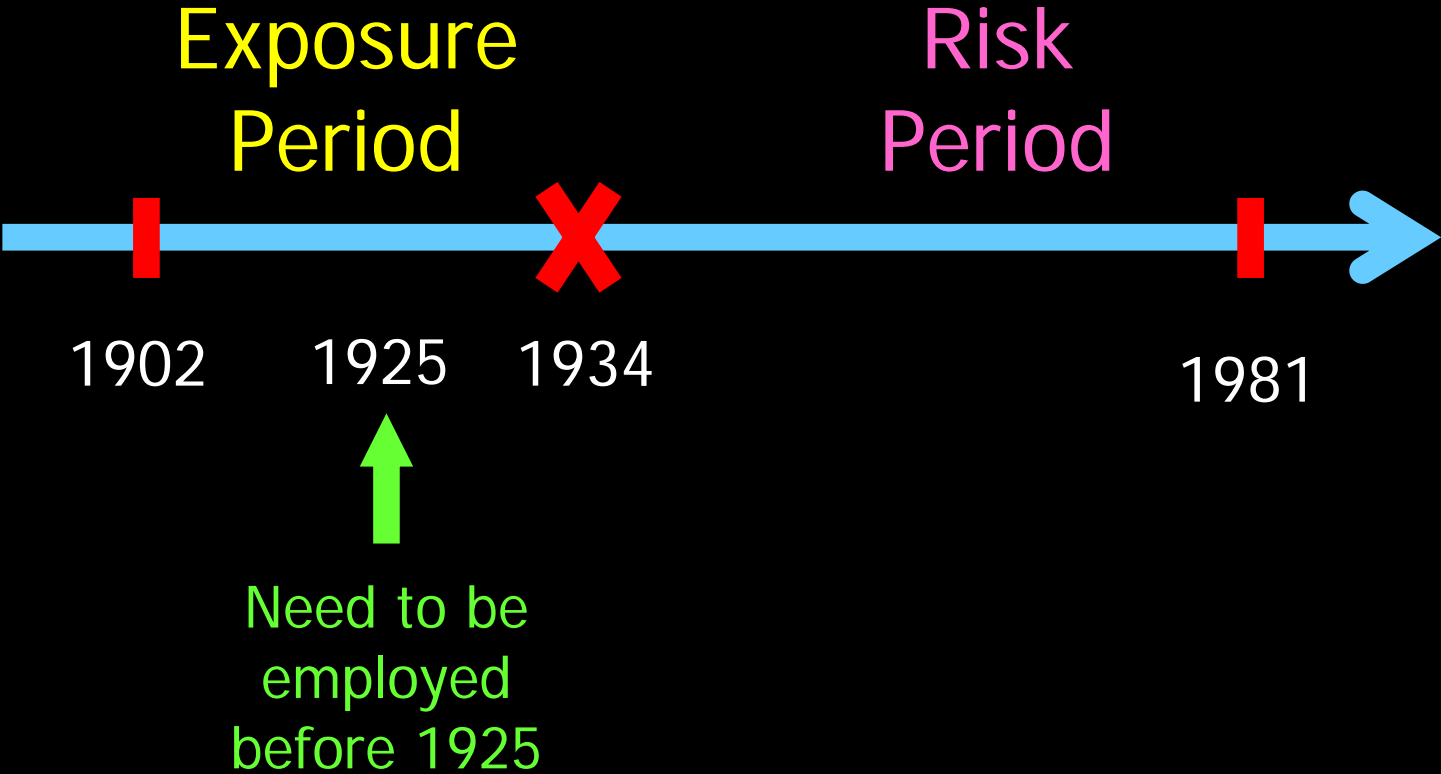 Exposure
Period
Risk
Period
1902
1925
1934
1981
Need to be
employed
before 1925